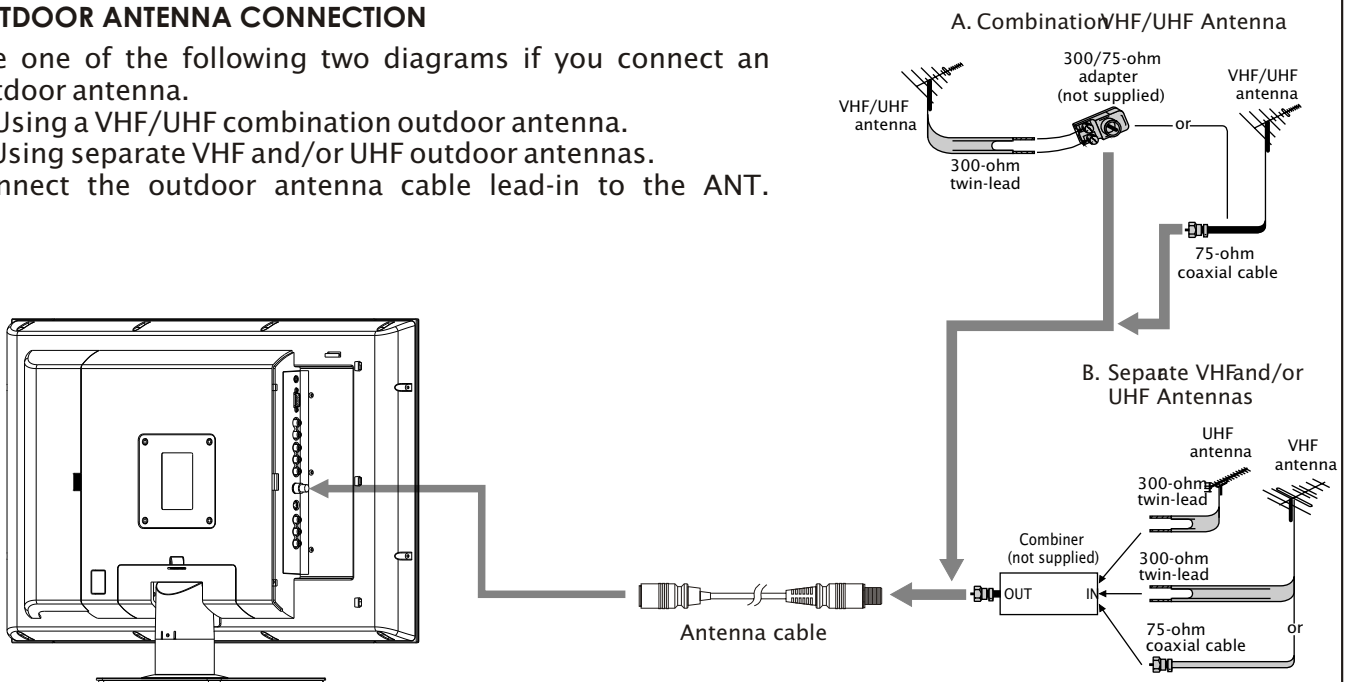 TDOOR ANTENNA CONNECTION
e one of the following two diagrams if you connect an
tdoor antenna.
Using a VHF/UHF combination outdoor antenna.
Using separate VHF and/or UHF outdoor antennas.
nnect the outdoor antenna cable lead-in to the ANT.
A. CombinationVHF/UHF Antenna
300/75-ohm
adapter
(not supplied)
VHF/UHF
antenna
VHF/UHF
antenna
or
300-ohm
twin-lead
75-ohm
coaxial cable
B. Separate VHFand/or
UHF Antennas
UHF
antenna
VHF
antenna
300-ohm
twin-lead
Combiner
(not supplied)
300-ohm
twin-lead
OUT
IN
75-ohm
coaxial cable
or
Antenna cable